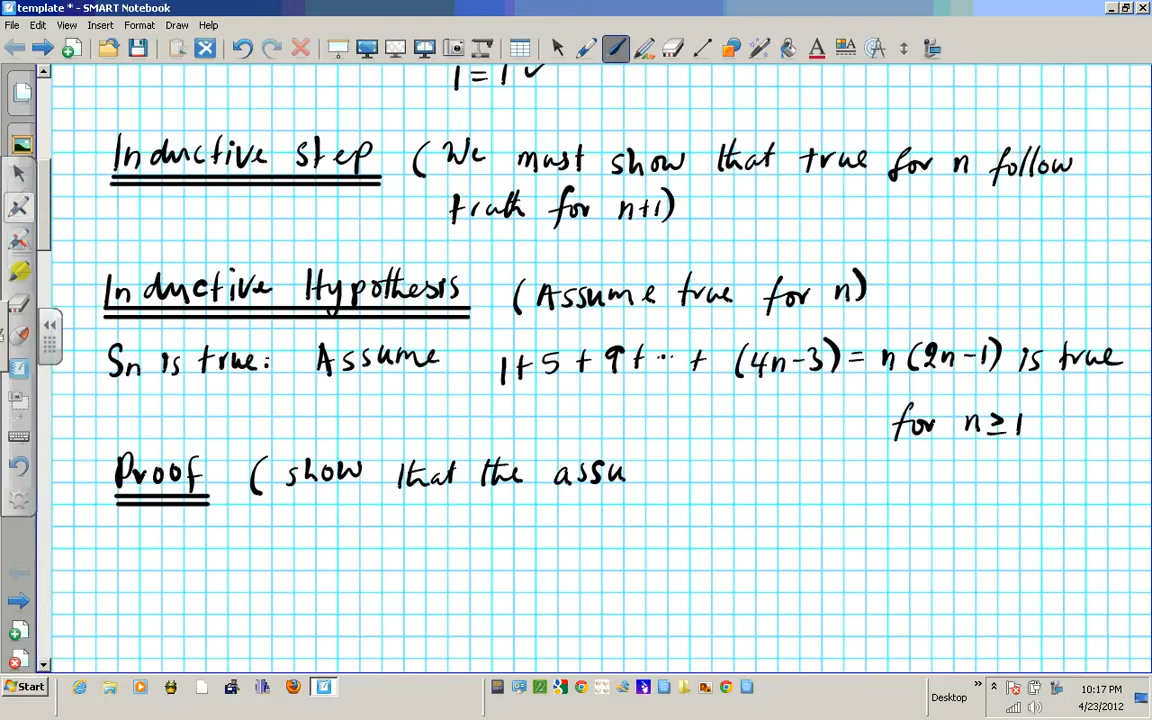 template * - SMART Notebook
File Edit View Insert Format Draw Help
1 = 1 ✓
Inductive step (We must show that true for n follow
truth for n+1)
Inductive Hypothesis (Assume true for n)
Sn is true: Assume 1 + 5 + 9 + ... + (4n-3) = n(2n-1) is true
for n ≥ 1
Proof (show that the assu
Start
Desktop »
10:17 PM
4/23/2012